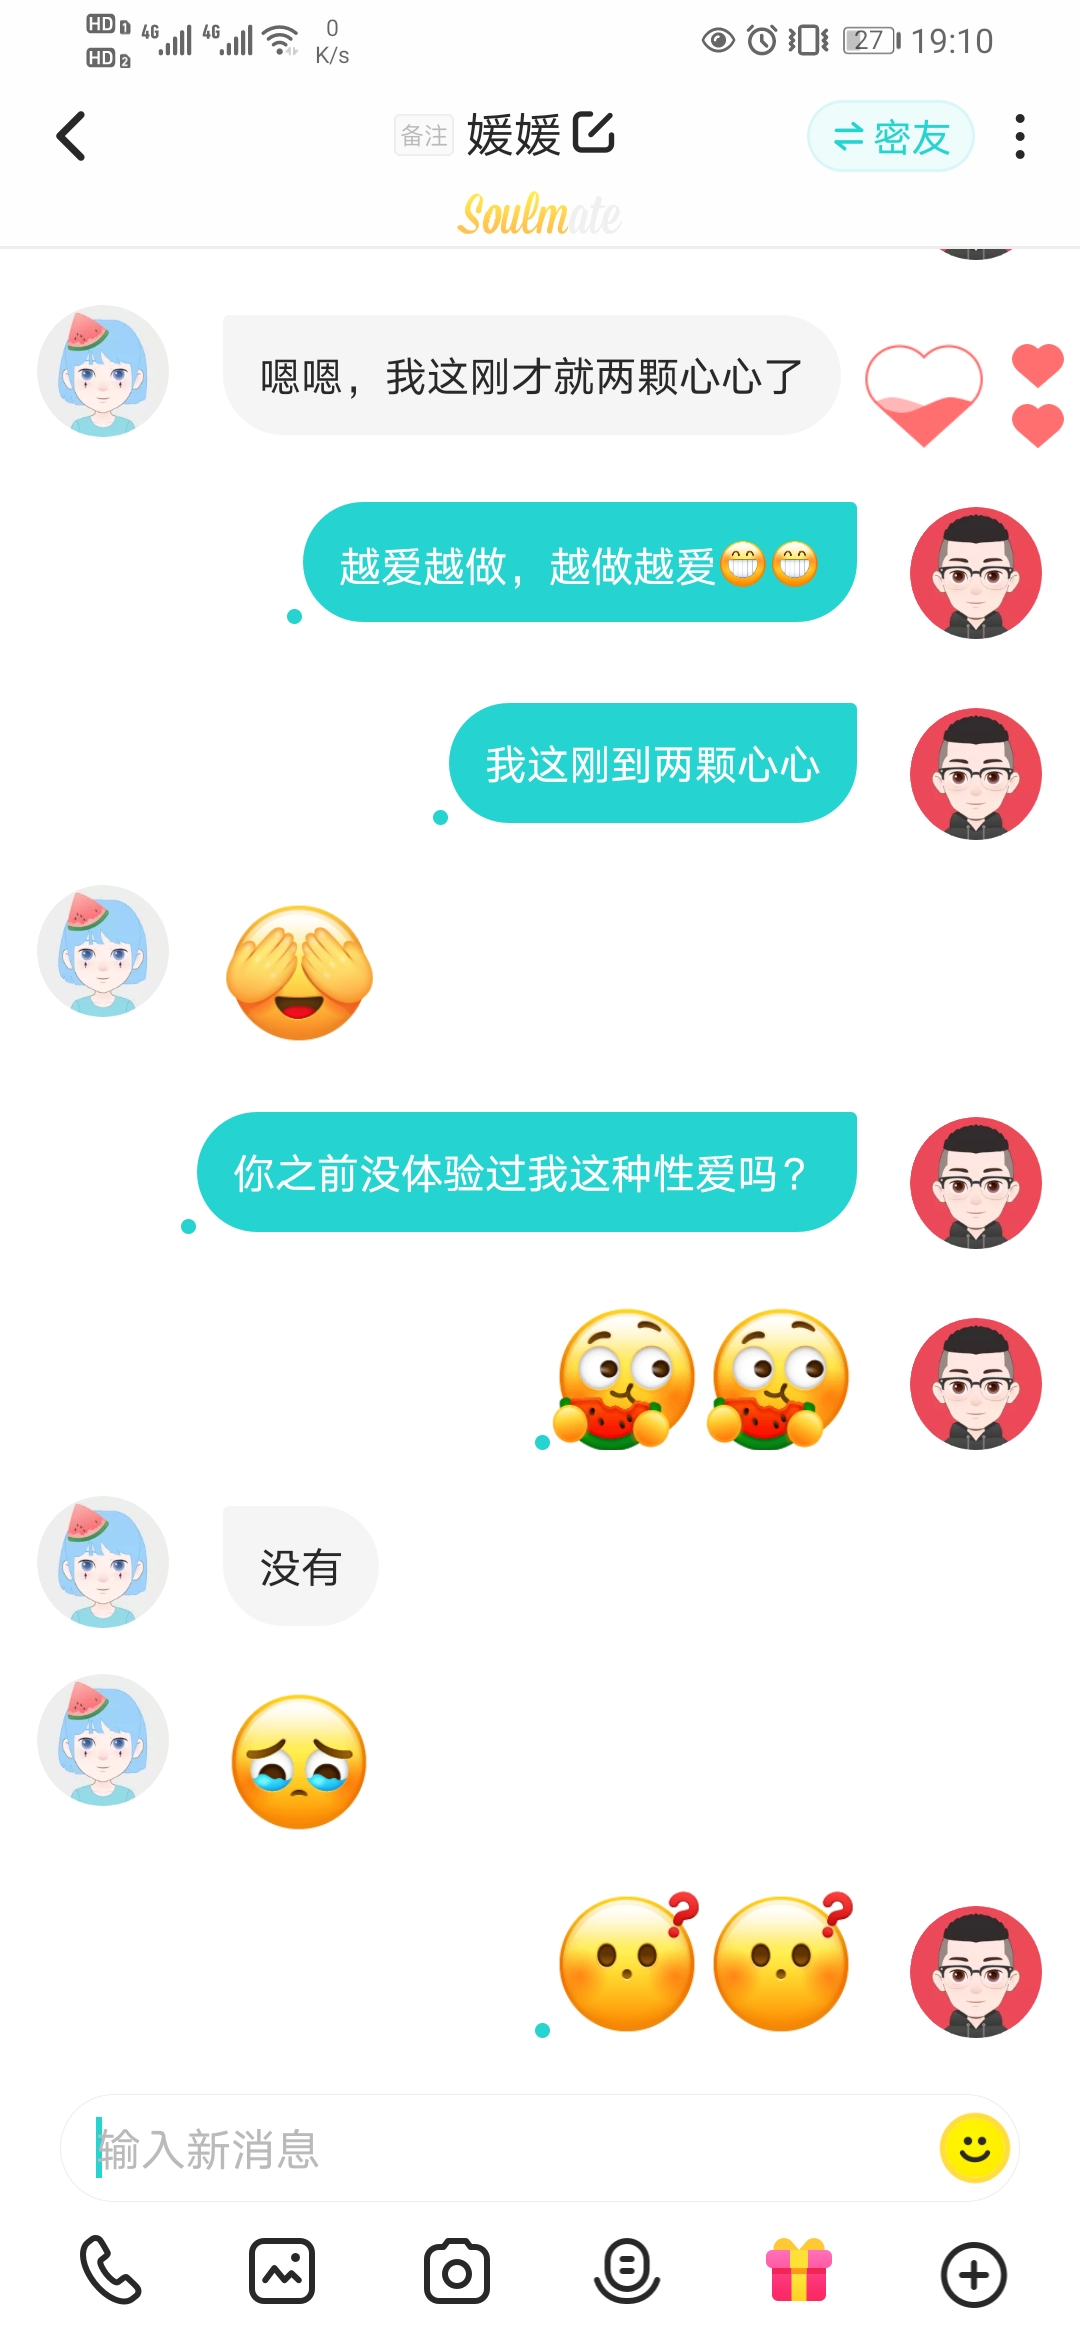 HD 1 4G 4G 0 27 19:10
HD 2 K/s
备注 媛媛 密友
Soulmate
嗯嗯，我这刚才就两颗心心了
越爱越做，越做越爱😁😁
我这刚到两颗心心
你之前没体验过我这种性爱吗？
没有
输入新消息